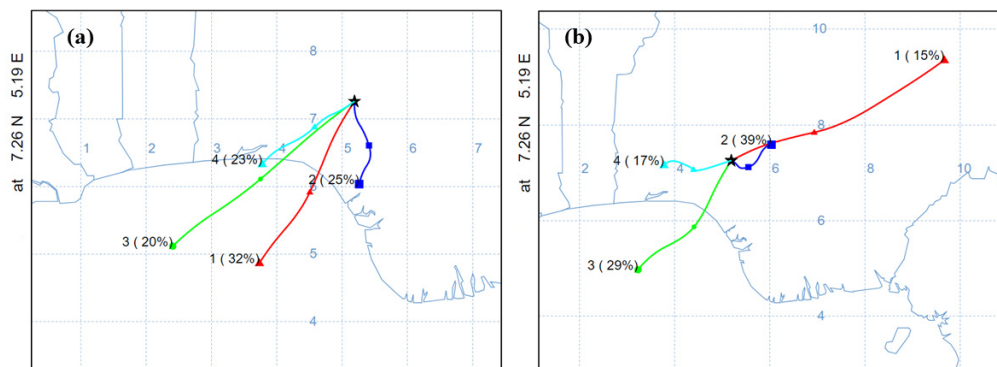 (a)
at 7.26 N 5.19 E
8
7
1 2 3 4 5 6 7
4 ( 23%)
2 ( 25%)
6
3 ( 20%)
1 ( 32%)
5
4
(b)
at 7.26 N 5.19 E
10
1 ( 15%)
8
2 ( 39%)
4 ( 17%)
2 4 6 8 10
6
3 ( 29%)
4